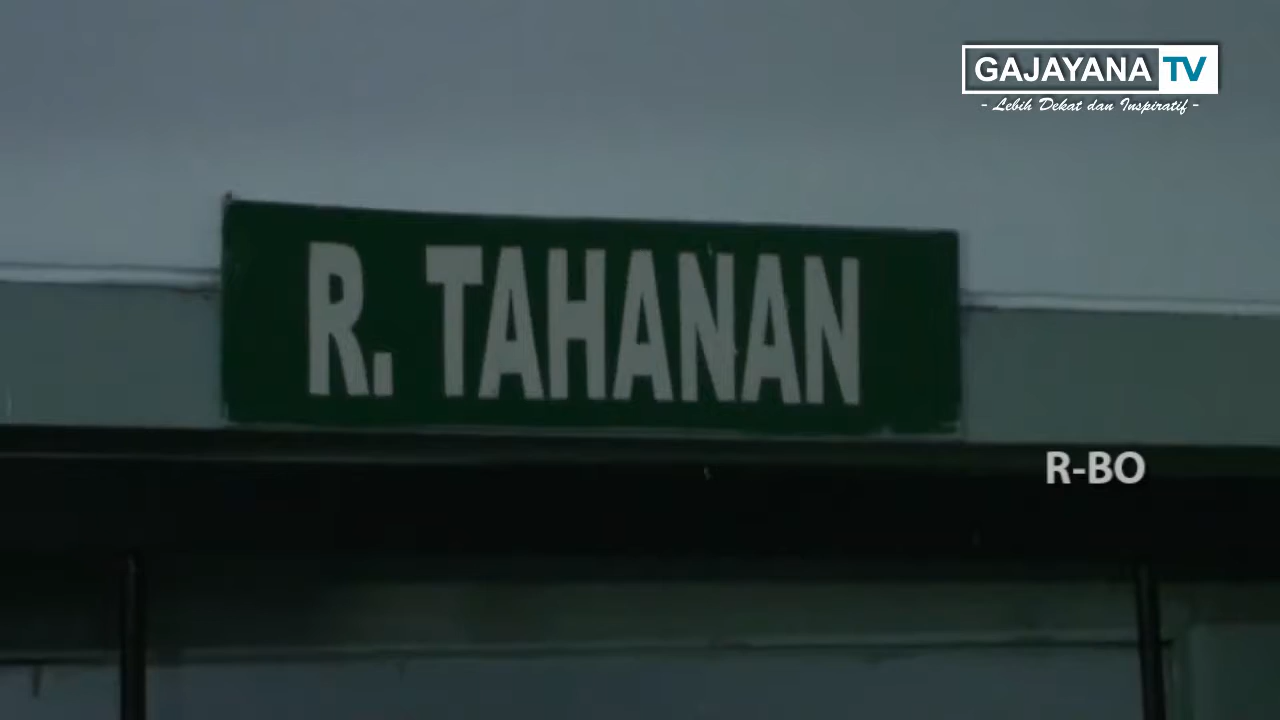 GAJAYANA TV
- Lebih Dekat dan Inspiratif -
R. TAHANAN
R-BO